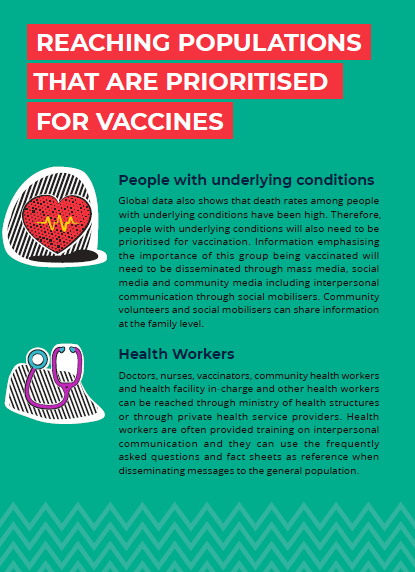 REACHING POPULATIONS
THAT ARE PRIORITISED
FOR VACCINES
People with underlying conditions
Global data also shows that death rates among people
with underlying conditions have been high. Therefore,
people with underlying conditions will also need to be
prioritised for vaccination. Information emphasising
the importance of this group being vaccinated will
need to be disseminated through mass media, social
media and community media including interpersonal
communication through social mobilisers. Community
volunteers and social mobilisers can share information
at the family level.
Health Workers
Doctors, nurses, vaccinators, community health workers
and health facility in-charge and other health workers
can be reached through ministry of health structures
or through private health service providers. Health
workers are often provided training on interpersonal
communication and they can use the frequently
asked questions and fact sheets as reference when
disseminating messages to the general population.